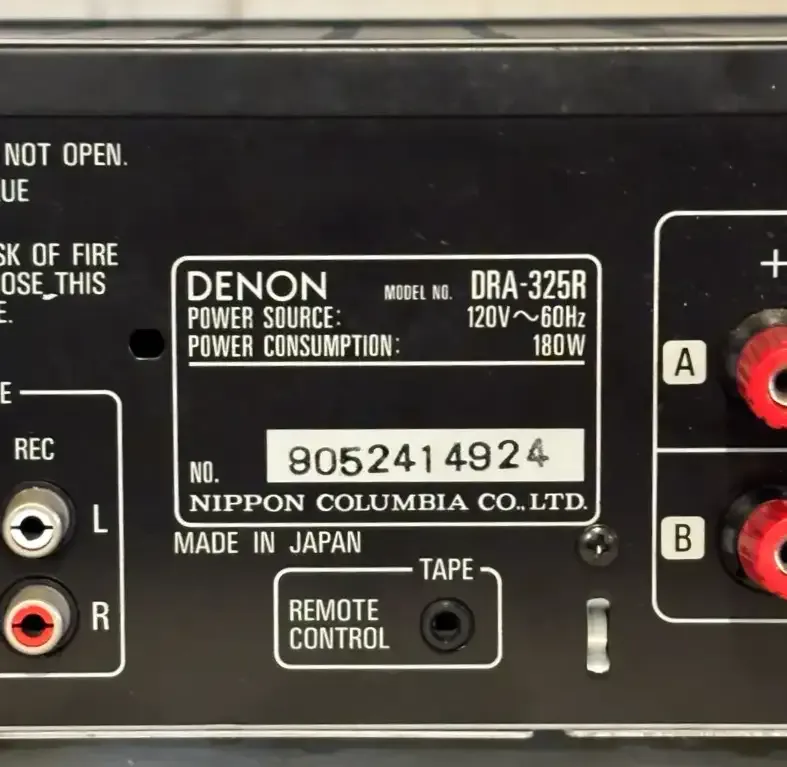 NOT OPEN.
UE
SK OF FIRE
OSE THIS
E.
DENON MODEL NO. DRA-325R
POWER SOURCE: 120V～60Hz
POWER CONSUMPTION: 180W
NO. 8052414924
NIPPON COLUMBIA CO., LTD.
MADE IN JAPAN
E
REC
L
R
TAPE
REMOTE
CONTROL
+
A
B